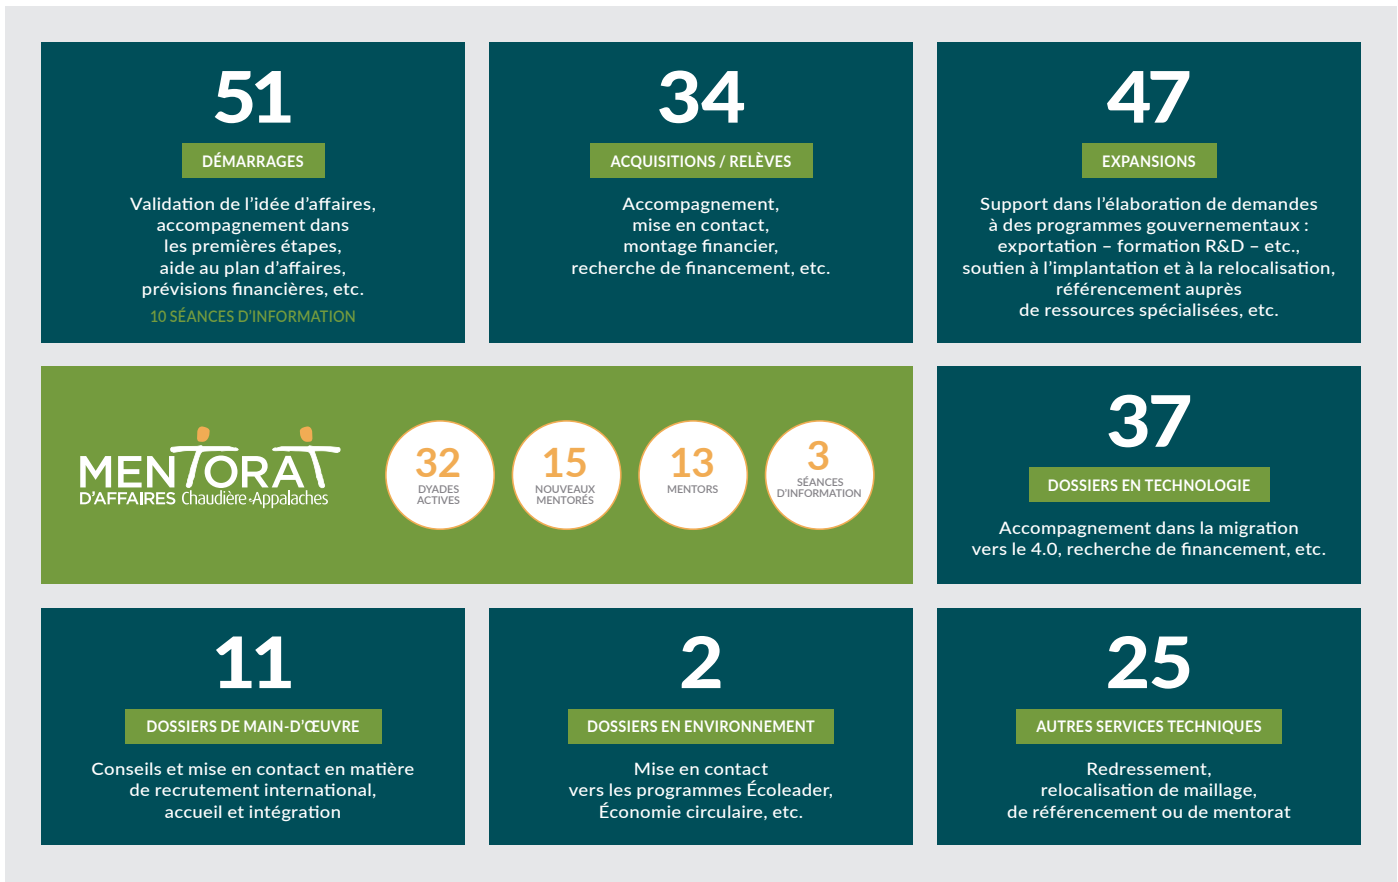 51
DÉMARRAGES
Validation de l'idée d'affaires,
accompagnement dans
les premières étapes,
aide au plan d'affaires,
prévisions financières, etc.
10 SÉANCES D'INFORMATION
34
ACQUISITIONS / RELÈVES
Accompagnement,
mise en contact,
montage financier,
recherche de financement, etc.
47
EXPANSIONS
Support dans l'élaboration de demandes
à des programmes gouvernementaux :
exportation – formation R&D – etc.,
soutien à l'implantation et à la relocalisation,
référencement auprès
de ressources spécialisées, etc.
MENTORAT
D'AFFAIRES Chaudière-Appalaches
32
DYADES
ACTIVES
15
NOUVEAUX
MENTORÉS
13
MENTORS
3
SÉANCES
D'INFORMATION
37
DOSSIERS EN TECHNOLOGIE
Accompagnement dans la migration
vers le 4.0, recherche de financement, etc.
11
DOSSIERS DE MAIN-D'ŒUVRE
Conseils et mise en contact en matière
de recrutement international,
accueil et intégration
2
DOSSIERS EN ENVIRONNEMENT
Mise en contact
vers les programmes Écoleader,
Économie circulaire, etc.
25
AUTRES SERVICES TECHNIQUES
Redressement,
relocalisation de maillage,
de référencement ou de mentorat